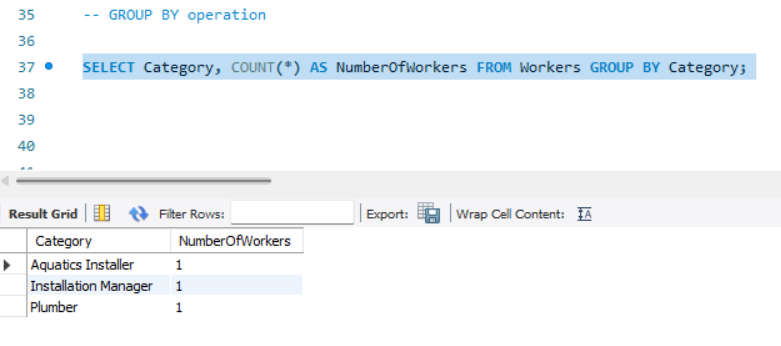 35 -- GROUP BY operation
36
37 SELECT Category, COUNT(*) AS NumberOfWorkers FROM Workers GROUP BY Category;
38
39
40
Result Grid Filter Rows: Export: Wrap Cell Content: IA
Category NumberOfWorkers
Aquatics Installer 1
Installation Manager 1
Plumber 1